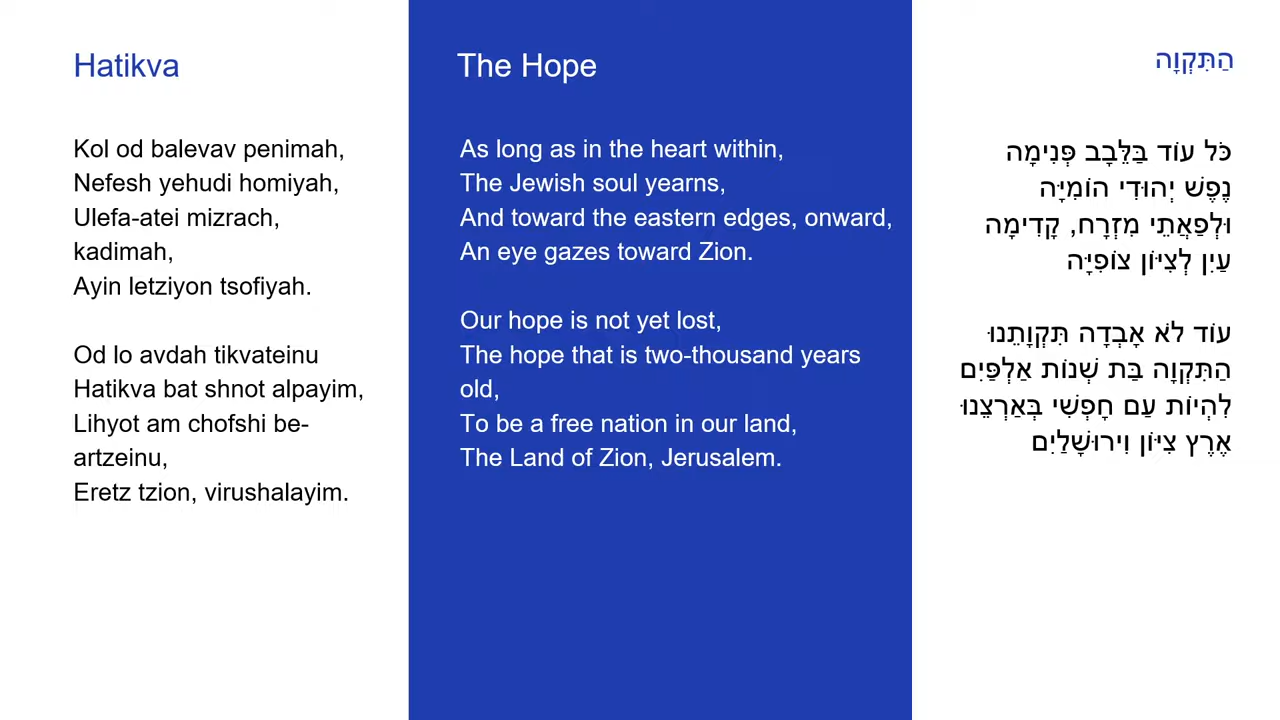 Hatikva
Kol od balevav penimah,
Nefesh yehudi homiyah,
Ulefa-atei mizrach,
kadimah,
Ayin letziyon tsofiyah.
Od lo avdah tikvateinu
Hatikva bat shnot alpayim,
Lihyot am chofshi be-
artzeinu,
Eretz tzion, virushalayim.
The Hope
As long as in the heart within,
The Jewish soul yearns,
And toward the eastern edges, onward,
An eye gazes toward Zion.
Our hope is not yet lost,
The hope that is two-thousand years
old,
To be a free nation in our land,
The Land of Zion, Jerusalem.
הַתִּקְוָה
כֹּל עוֹד בַּלֵּבָב פְּנִימָה
נֶפֶשׁ יְהוּדִי הוֹמִיָּה
וּלְפַאֲתֵי מִזְרָח, קָדִימָה
עַיִן לְצִיּוֹן צוֹפִיָּה
עוֹד לֹא אָבְדָה תִּקְוָתֵנוּ
הַתִּקְוָה בַּת שְׁנוֹת אַלְפַּיִם
לִהְיוֹת עַם חָפְשִׁי בְּאַרְצֵנוּ
אֶרֶץ צִיּוֹן וִירוּשָׁלַיִם